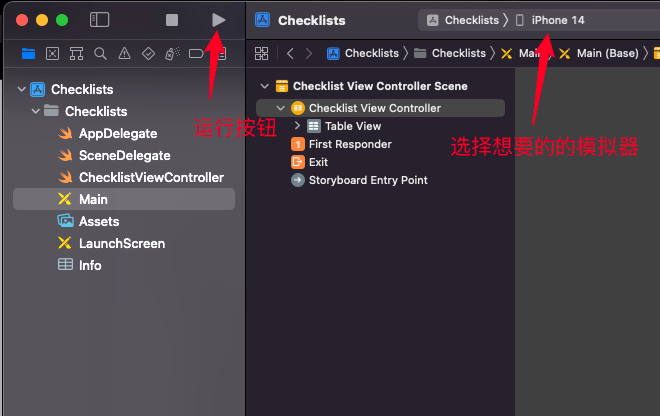 Checklists
Checklists
iPhone 14
Checklists
Checklists
Main
Main (Base)
Checklists
Checklists
AppDelegate
SceneDelegate
ChecklistViewController
Main
Assets
LaunchScreen
Info
运行按钮
Checklist View Controller Scene
Checklist View Controller
Table View
First Responder
Exit
Storyboard Entry Point
选择想要的的模拟器